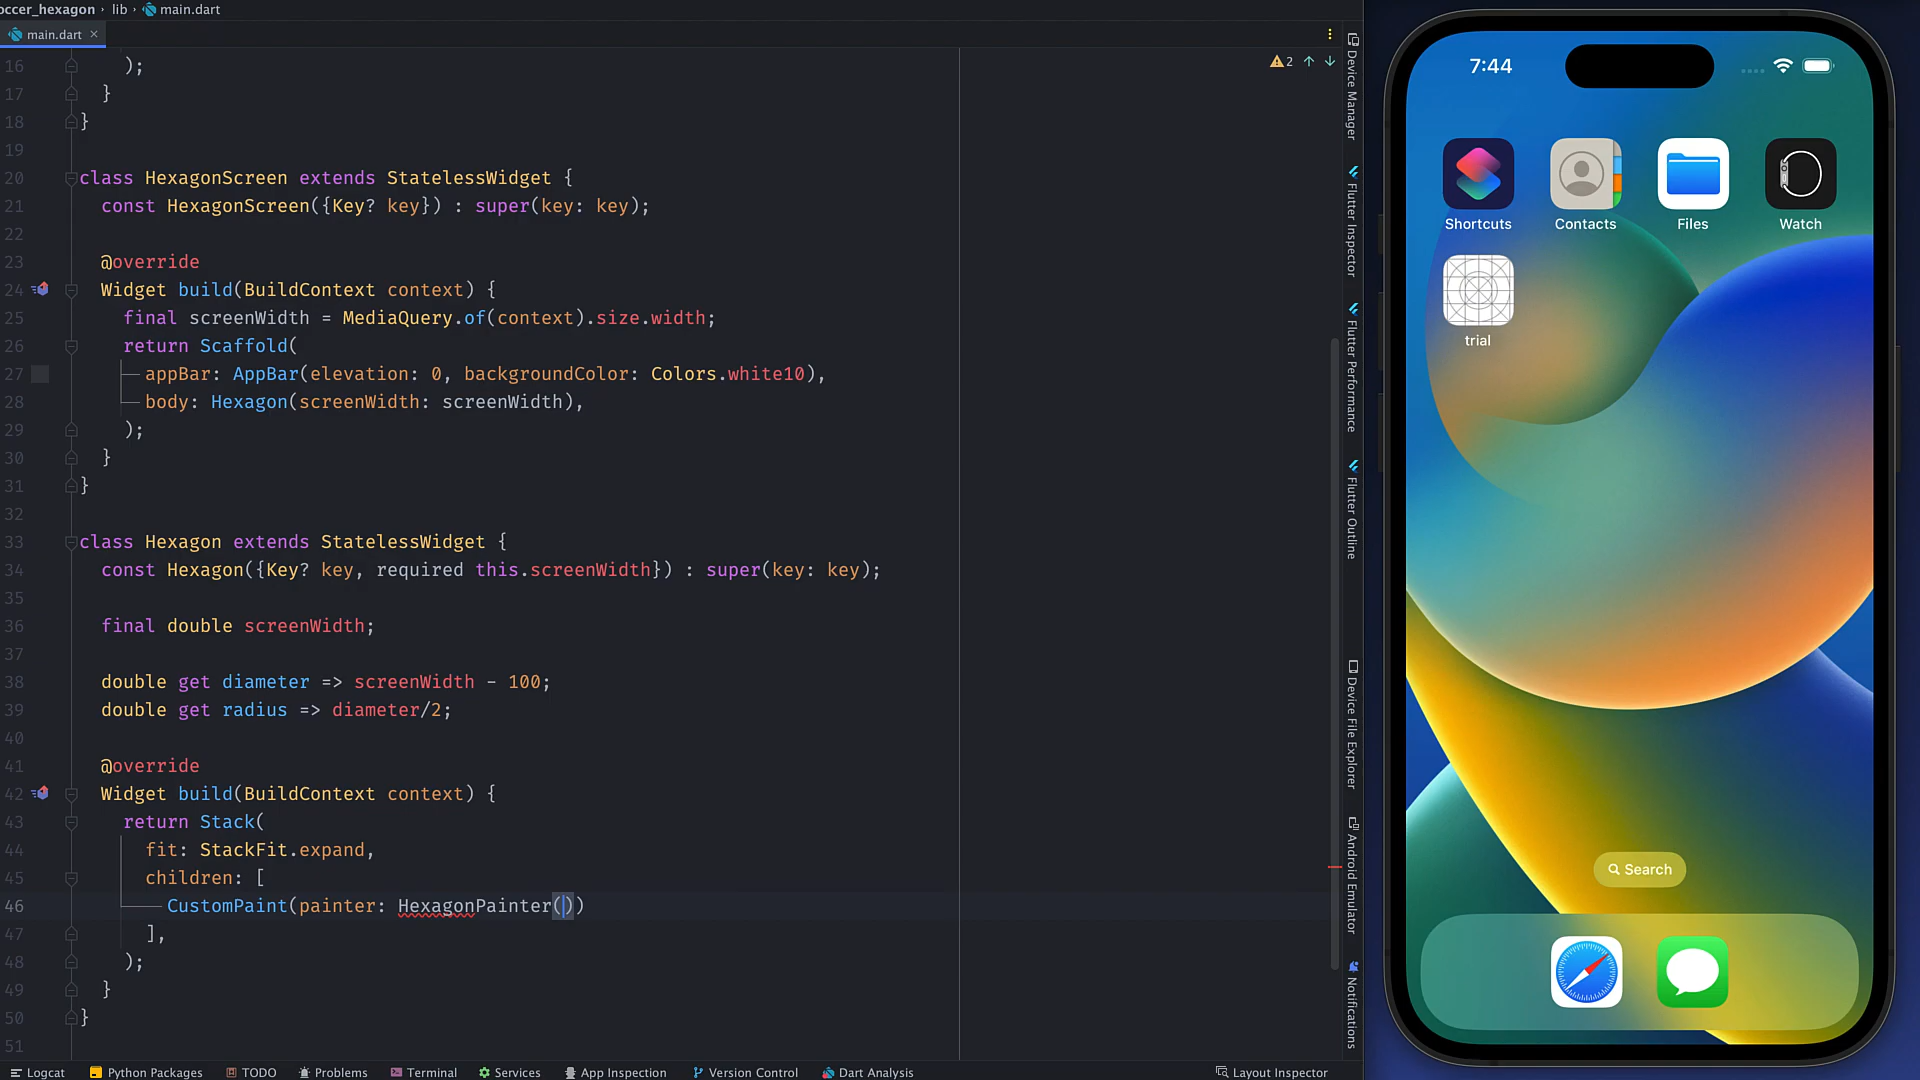 occer_hexagon › lib › main.dart
main.dart ×
2
16 );
17 }
18 }
19
20 class HexagonScreen extends StatelessWidget {
21 const HexagonScreen({Key? key}) : super(key: key);
22
23 @override
24 Widget build(BuildContext context) {
25 final screenWidth = MediaQuery.of(context).size.width;
26 return Scaffold(
27 appBar: AppBar(elevation: 0, backgroundColor: Colors.white10),
28 body: Hexagon(screenWidth: screenWidth),
29 );
30 }
31 }
32
33 class Hexagon extends StatelessWidget {
34 const Hexagon({Key? key, required this.screenWidth}) : super(key: key);
35
36 final double screenWidth;
37
38 double get diameter => screenWidth - 100;
39 double get radius => diameter/2;
40
41 @override
42 Widget build(BuildContext context) {
43 return Stack(
44 fit: StackFit.expand,
45 children: [
46 CustomPaint(painter: HexagonPainter())
47 ],
48 );
49 }
50 }
51
Logcat Python Packages TODO Problems Terminal Services App Inspection Version Control Dart Analysis Layout Inspector
Device Manager
Flutter Inspector
Flutter Performance
Flutter Outline
Device File Explorer
Android Emulator
Notifications
7:44
Shortcuts Contacts Files Watch
trial
Search